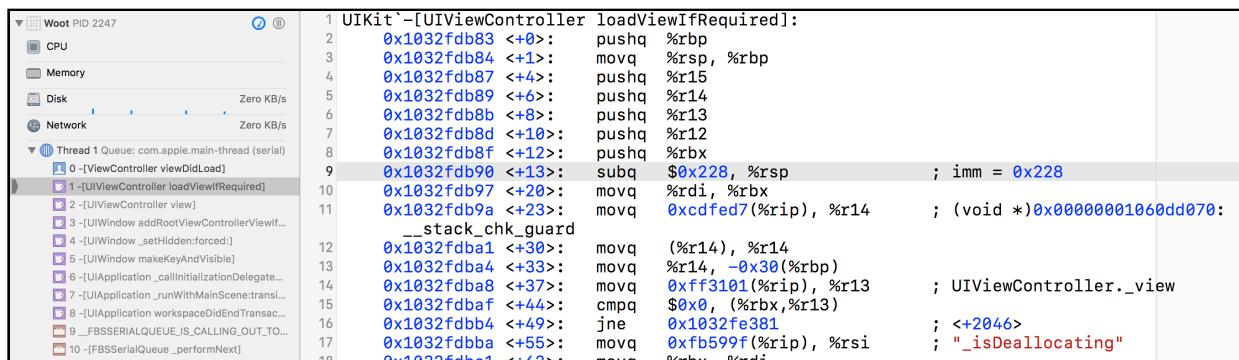 Woot PID 2247
CPU
Memory
Disk Zero KB/s
Network Zero KB/s
Thread 1 Queue: com.apple.main-thread (serial)
0 -[ViewController viewDidLoad]
1 -[UIViewController loadViewIfRequired]
2 -[UIViewController view]
3 -[UIWindow addRootViewControllerViewIf...
4 -[UIWindow _setHidden:forced:]
5 -[UIWindow makeKeyAndVisible]
6 -[UIApplication _callInitializationDelegate...
7 -[UIApplication _runWithMainScene:transi...
8 -[UIApplication workspaceDidEndTransac...
9 __FBSSERIALQUEUE_IS_CALLING_OUT_TO...
10 -[FBSSerialQueue _performNext]
1 UIKit`-[UIViewController loadViewIfRequired]:
2 0x1032fdb83 <+0>: pushq %rbp
3 0x1032fdb84 <+1>: movq %rsp, %rbp
4 0x1032fdb87 <+4>: pushq %r15
5 0x1032fdb89 <+6>: pushq %r14
6 0x1032fdb8b <+8>: pushq %r13
7 0x1032fdb8d <+10>: pushq %r12
8 0x1032fdb8f <+12>: pushq %rbx
9 0x1032fdb90 <+13>: subq $0x228, %rsp ; imm = 0x228
10 0x1032fdb97 <+20>: movq %rdi, %rbx
11 0x1032fdb9a <+23>: movq 0xcdfed7(%rip), %r14 ; (void *)0x00000001060dd070:
__stack_chk_guard
12 0x1032fdba1 <+30>: movq (%r14), %r14
13 0x1032fdba4 <+33>: movq %r14, -0x30(%rbp)
14 0x1032fdba8 <+37>: movq 0xff3101(%rip), %r13 ; UIViewController._view
15 0x1032fdbaf <+44>: cmpq $0x0, (%rbx,%r13)
16 0x1032fdbb4 <+49>: jne 0x1032fe381 ; <+2046>
17 0x1032fdbba <+55>: movq 0xfb599f(%rip), %rsi ; "_isDeallocating"